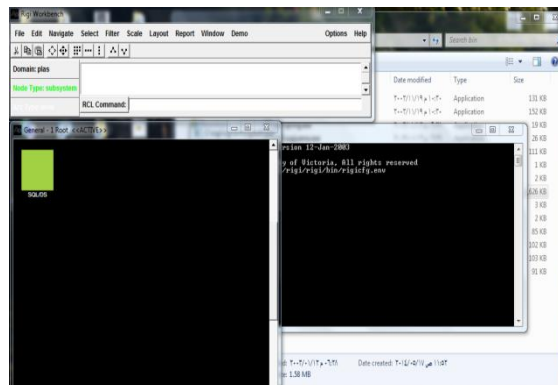 Rigi Workbench
File Edit Navigate Select Filter Scale Layout Report Window Demo Options Help
Domain: plas
Node Type: subsystem
RCL Command:
General - 1 Root <<ACTIVE>>
SQL/DS
Search bin
Date modified Type Size
Application 131 KB
Application 152 KB
19 KB
26 KB
111 KB
1 KB
2 KB
626 KB
3 KB
2 KB
85 KB
102 KB
103 KB
91 KB
ersion 12-Jan-2003
y of Victoria, All rights reserved
/rigi/rigi/bin/rigicfg.env
Date created:
1.58 MB